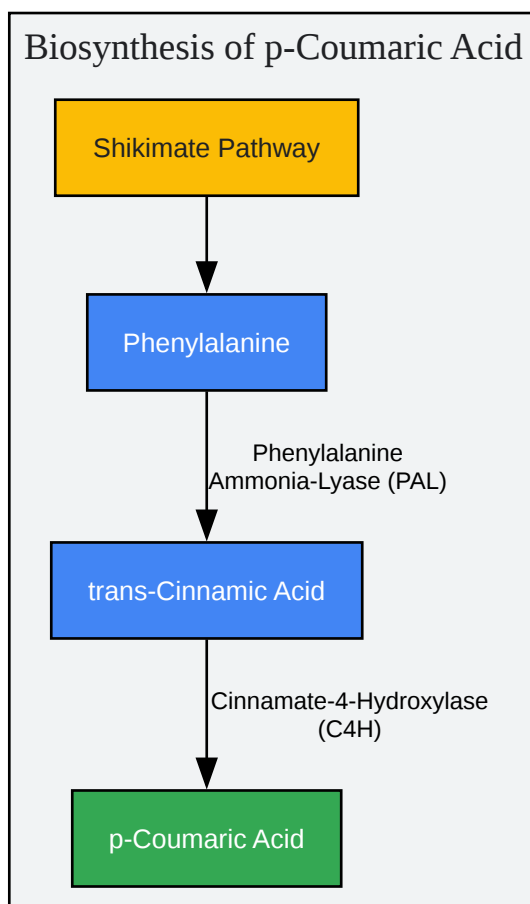 Biosynthesis of p-Coumaric Acid
Shikimate Pathway
Phenylalanine
Phenylalanine
Ammonia-Lyase (PAL)
trans-Cinnamic Acid
Cinnamate-4-Hydroxylase
(C4H)
p-Coumaric Acid